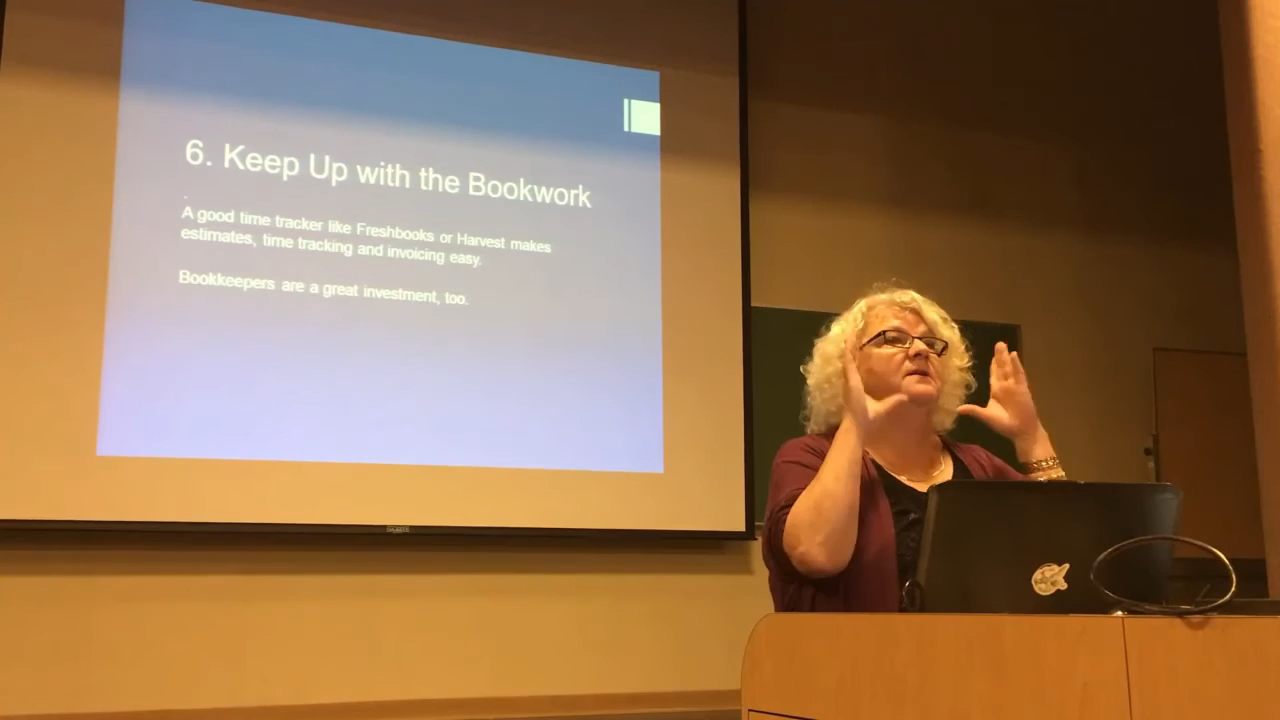 6. Keep Up with the Bookwork
A good time tracker like Freshbooks or Harvest makes
estimates, time tracking and invoicing easy.
Bookkeepers are a great investment, too.